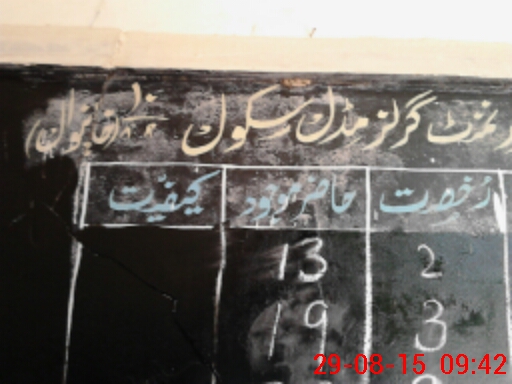 گرلز مڈل سکول
رخصت حاضر موجود کیفیت
2 13
3 19
29-08-15 09:42